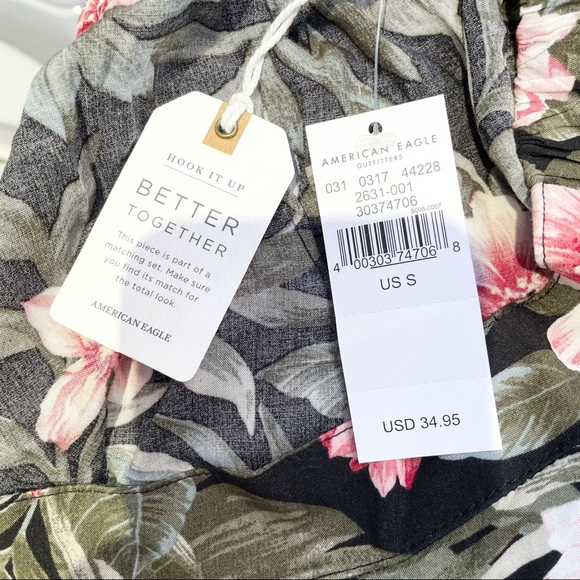 HOOK IT UP
BETTER
TOGETHER
This piece is part of a
matching set. Make sure
you find its match for
the total look.
AMERICAN EAGLE
AMERICAN EAGLE
OUTFITTERS
031 0317 44228
2631-001
30374706
S008-0007
4 00303 74706 8
US S
USD 34.95